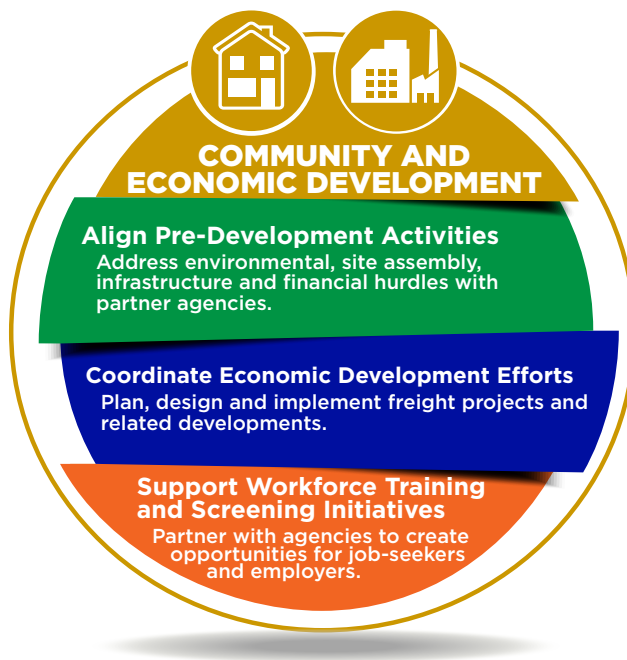 COMMUNITY AND
ECONOMIC DEVELOPMENT
Align Pre-Development Activities
Address environmental, site assembly,
infrastructure and financial hurdles with
partner agencies.
Coordinate Economic Development Efforts
Plan, design and implement freight projects and
related developments.
Support Workforce Training
and Screening Initiatives
Partner with agencies to create
opportunities for job-seekers
and employers.